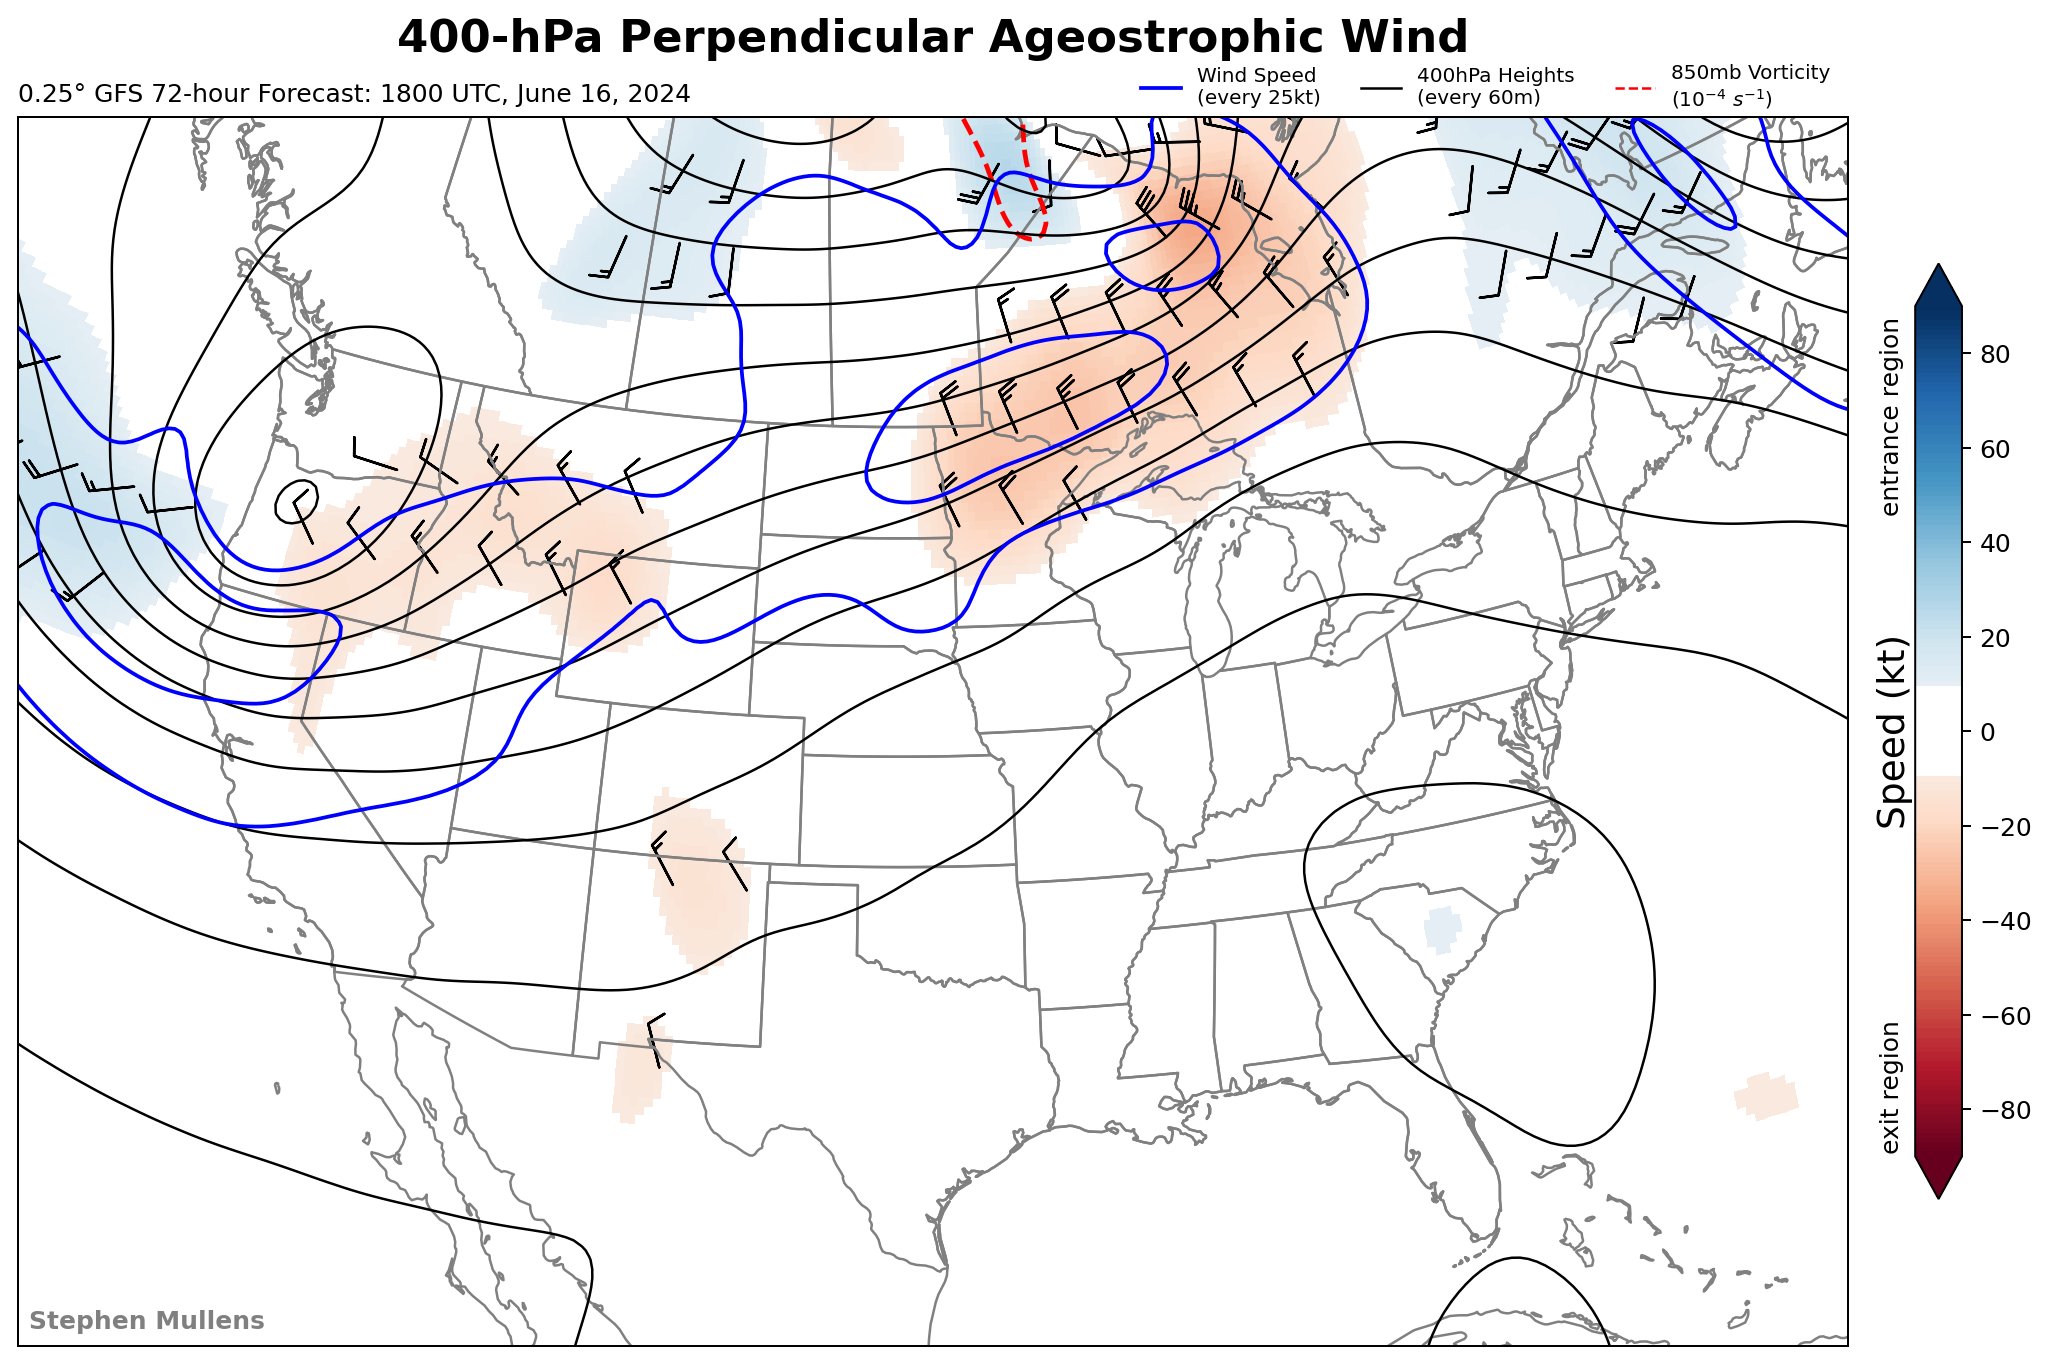 400-hPa Perpendicular Ageostrophic Wind
0.25° GFS 72-hour Forecast: 1800 UTC, June 16, 2024
Wind Speed
(every 25kt)
400hPa Heights
(every 60m)
850mb Vorticity
(10⁻⁴ s⁻¹)
entrance region
Speed (kt)
exit region
80
60
40
20
0
−20
−40
−60
−80
Stephen Mullens